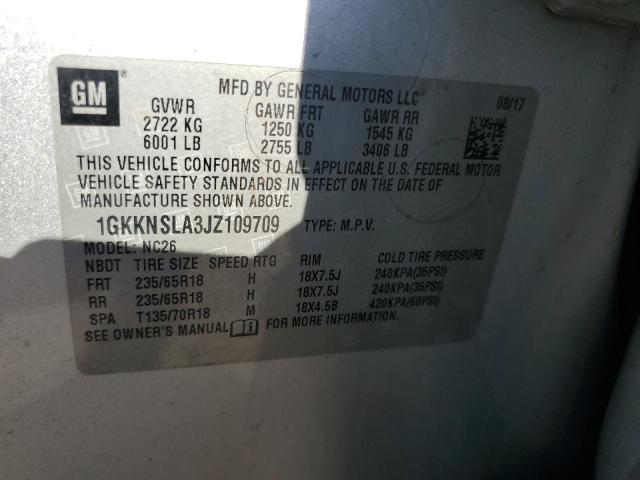 GM ®
MFD BY GENERAL MOTORS LLC
08/17
GVWR GAWR FRT GAWR RR
2722 KG 1250 KG 1545 KG
6001 LB 2755 LB 3406 LB
THIS VEHICLE CONFORMS TO ALL APPLICABLE U.S. FEDERAL MOTOR
VEHICLE SAFETY STANDARDS IN EFFECT ON THE DATE OF
MANUFACTURE SHOWN ABOVE.
1GKKNSLA3JZ109709 TYPE: M.P.V.
MODEL: NC26
NBDT TIRE SIZE SPEED RTG RIM COLD TIRE PRESSURE
FRT 235/65R18 H 18X7.5J 240KPA(35PSI)
RR 235/65R18 H 18X7.5J 240KPA(35PSI)
SPA T135/70R18 M 18X4.5B 420KPA(60PSI)
SEE OWNER'S MANUAL FOR MORE INFORMATION.